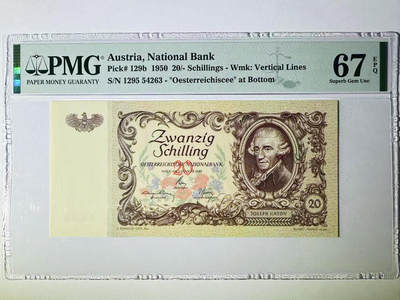 PMG
PAPER MONEY GUARANTY
Austria, National Bank
Pick# 129b 1950 20/- Schillings - Wmk: Vertical Lines
S/N 1295 54263 - "Oesterreichiscee" at Bottom
67 EPQ
Superb Gem Unc
Zwanzig
Schilling
OESTERREICHISCHE NATIONALBANK
20
JOSEPH HAYDN
20